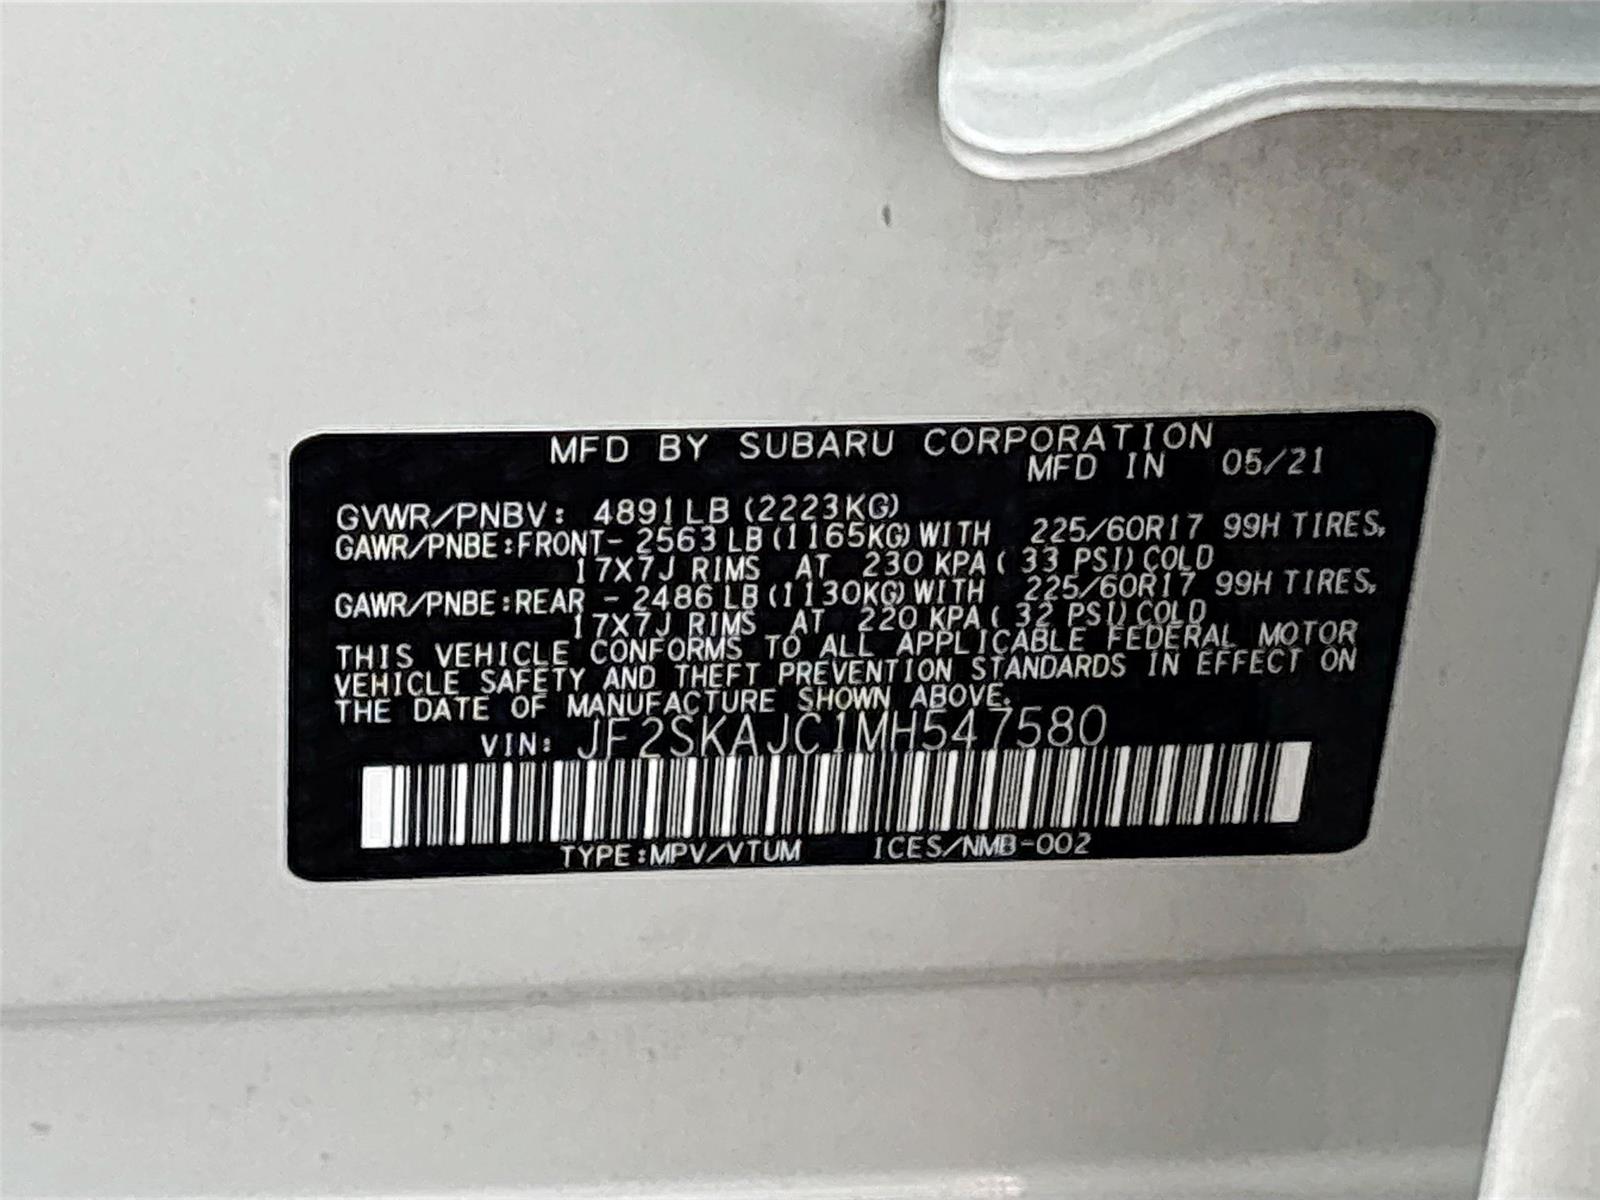 MFD BY SUBARU CORPORATION
MFD IN 05/21
GVWR/PNBV: 4891LB (2223KG)
GAWR/PNBE:FRONT- 2563 LB (1165KG) WITH 225/60R17 99H TIRES,
17X7J RIMS AT 230 KPA ( 33 PSI) COLD
GAWR/PNBE:REAR - 2486 LB (1130KG) WITH 225/60R17 99H TIRES,
17X7J RIMS AT 220 KPA ( 32 PSI) COLD
THIS VEHICLE CONFORMS TO ALL APPLICABLE FEDERAL MOTOR
VEHICLE SAFETY AND THEFT PREVENTION STANDARDS IN EFFECT ON
THE DATE OF MANUFACTURE SHOWN ABOVE.
VIN: JF2SKAJC1MH547580
TYPE:MPV/VTUM ICES/NMB-002